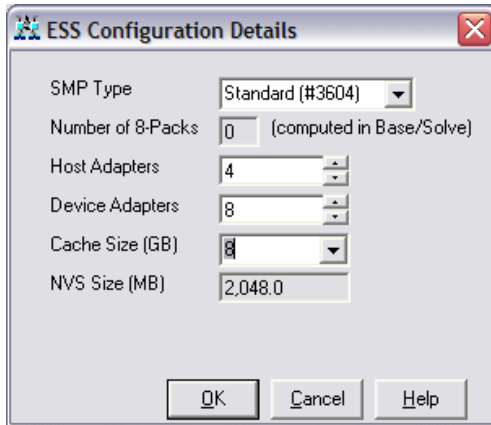 ESS Configuration Details
SMP Type Standard (#3604)
Number of 8-Packs 0 (computed in Base/Solve)
Host Adapters 4
Device Adapters 8
Cache Size (GB) 8
NVS Size (MB) 2,048.0
OK Cancel Help